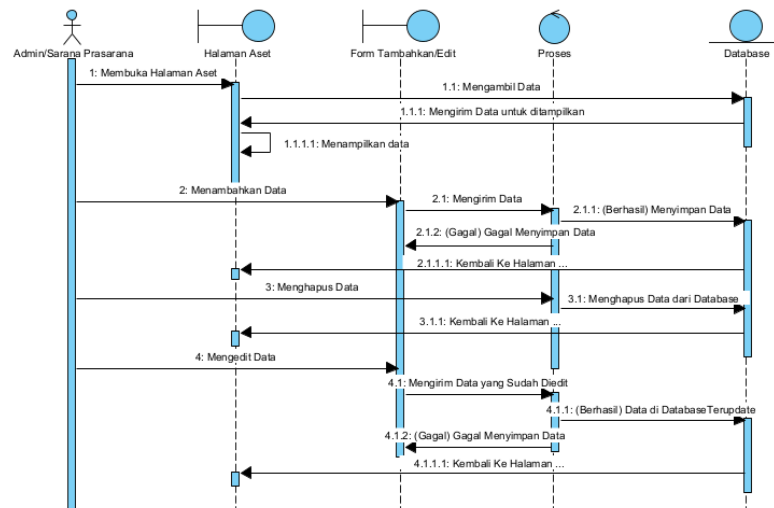 Admin/Sarana Prasarana
Halaman Aset
Form Tambahkan/Edit
Proses
Database
1: Membuka Halaman Aset
1.1: Mengambil Data
1.1.1: Mengirim Data untuk ditampilkan
1.1.1.1: Menampilkan data
2: Menambahkan Data
2.1: Mengirim Data
2.1.1: (Berhasil) Menyimpan Data
2.1.2: (Gagal) Gagal Menyimpan Data
2.1.1.1: Kembali Ke Halaman ...
3: Menghapus Data
3.1: Menghapus Data dari Database
3.1.1: Kembali Ke Halaman ...
4: Mengedit Data
4.1: Mengirim Data yang Sudah Diedit
4.1.1: (Berhasil) Data di DatabaseTerupdate
4.1.2: (Gagal) Gagal Menyimpan Data
4.1.1.1: Kembali Ke Halaman ...